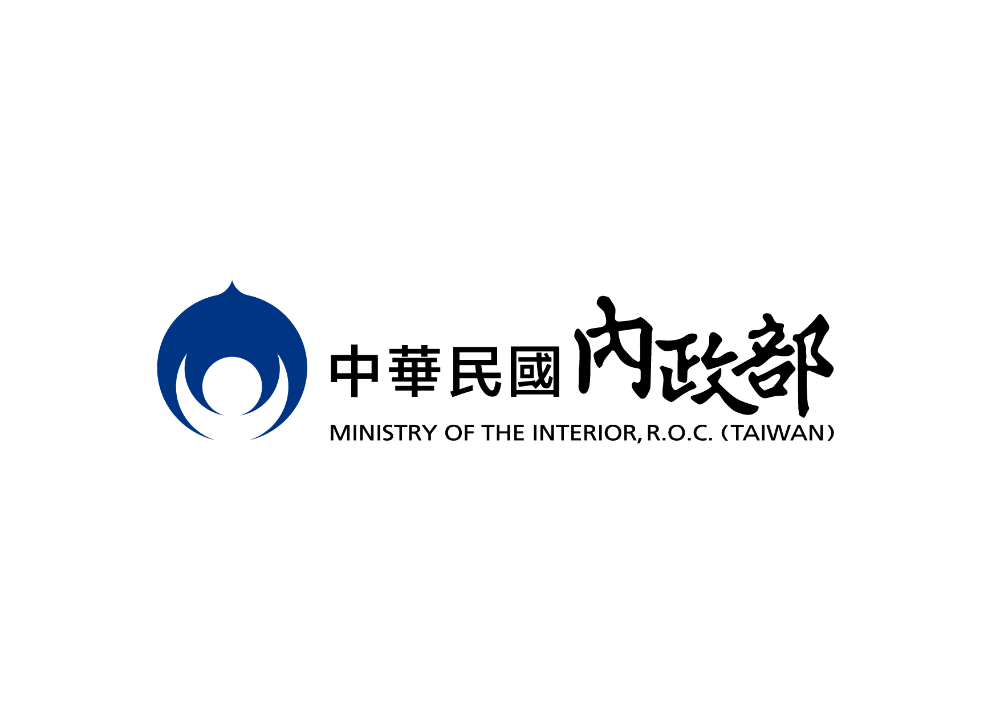 中華民國內政部
MINISTRY OF THE INTERIOR, R.O.C. (TAIWAN)